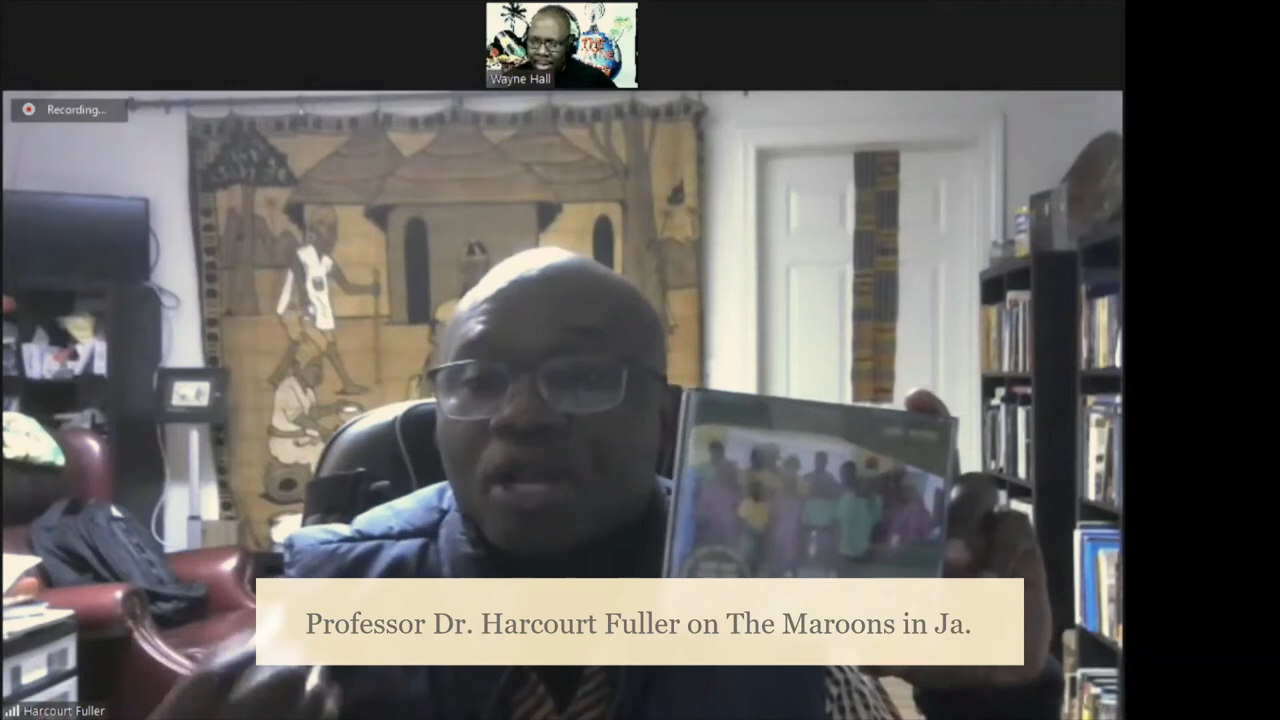 Wayne Hall
Recording...
Professor Dr. Harcourt Fuller on The Maroons in Ja.
Harcourt Fuller